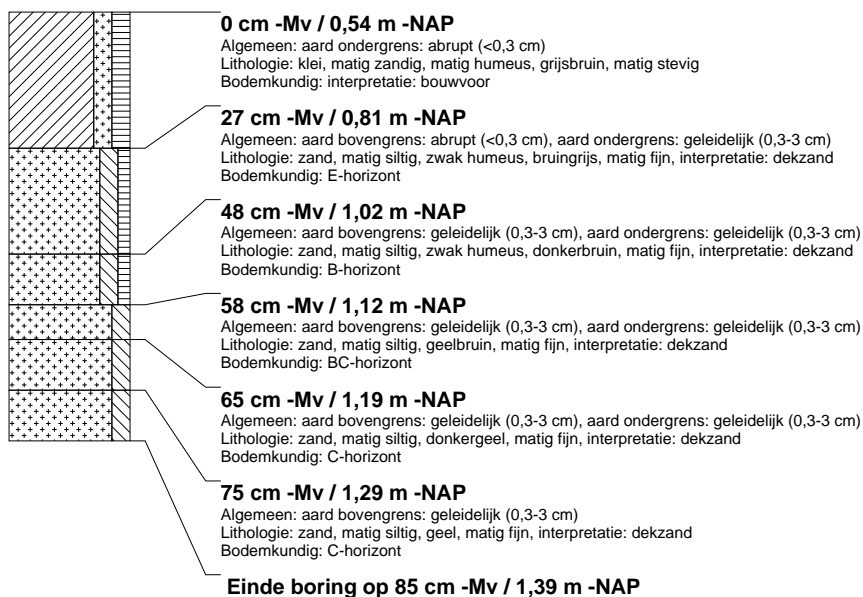 0 cm -Mv / 0,54 m -NAP
Algemeen: aard ondergrens: abrupt (<0,3 cm)
Lithologie: klei, matig zandig, matig humeus, grijsbruin, matig stevig
Bodemkundig: interpretatie: bouwvoor
27 cm -Mv / 0,81 m -NAP
Algemeen: aard bovengrens: abrupt (<0,3 cm), aard ondergrens: geleidelijk (0,3-3 cm)
Lithologie: zand, matig siltig, zwak humeus, bruingrijs, matig fijn, interpretatie: dekzand
Bodemkundig: E-horizont
48 cm -Mv / 1,02 m -NAP
Algemeen: aard bovengrens: geleidelijk (0,3-3 cm), aard ondergrens: geleidelijk (0,3-3 cm)
Lithologie: zand, matig siltig, zwak humeus, donkerbruin, matig fijn, interpretatie: dekzand
Bodemkundig: B-horizont
58 cm -Mv / 1,12 m -NAP
Algemeen: aard bovengrens: geleidelijk (0,3-3 cm), aard ondergrens: geleidelijk (0,3-3 cm)
Lithologie: zand, matig siltig, geelbruin, matig fijn, interpretatie: dekzand
Bodemkundig: BC-horizont
65 cm -Mv / 1,19 m -NAP
Algemeen: aard bovengrens: geleidelijk (0,3-3 cm), aard ondergrens: geleidelijk (0,3-3 cm)
Lithologie: zand, matig siltig, donkergeel, matig fijn, interpretatie: dekzand
Bodemkundig: C-horizont
75 cm -Mv / 1,29 m -NAP
Algemeen: aard bovengrens: geleidelijk (0,3-3 cm)
Lithologie: zand, matig siltig, geel, matig fijn, interpretatie: dekzand
Bodemkundig: C-horizont
Einde boring op 85 cm -Mv / 1,39 m -NAP